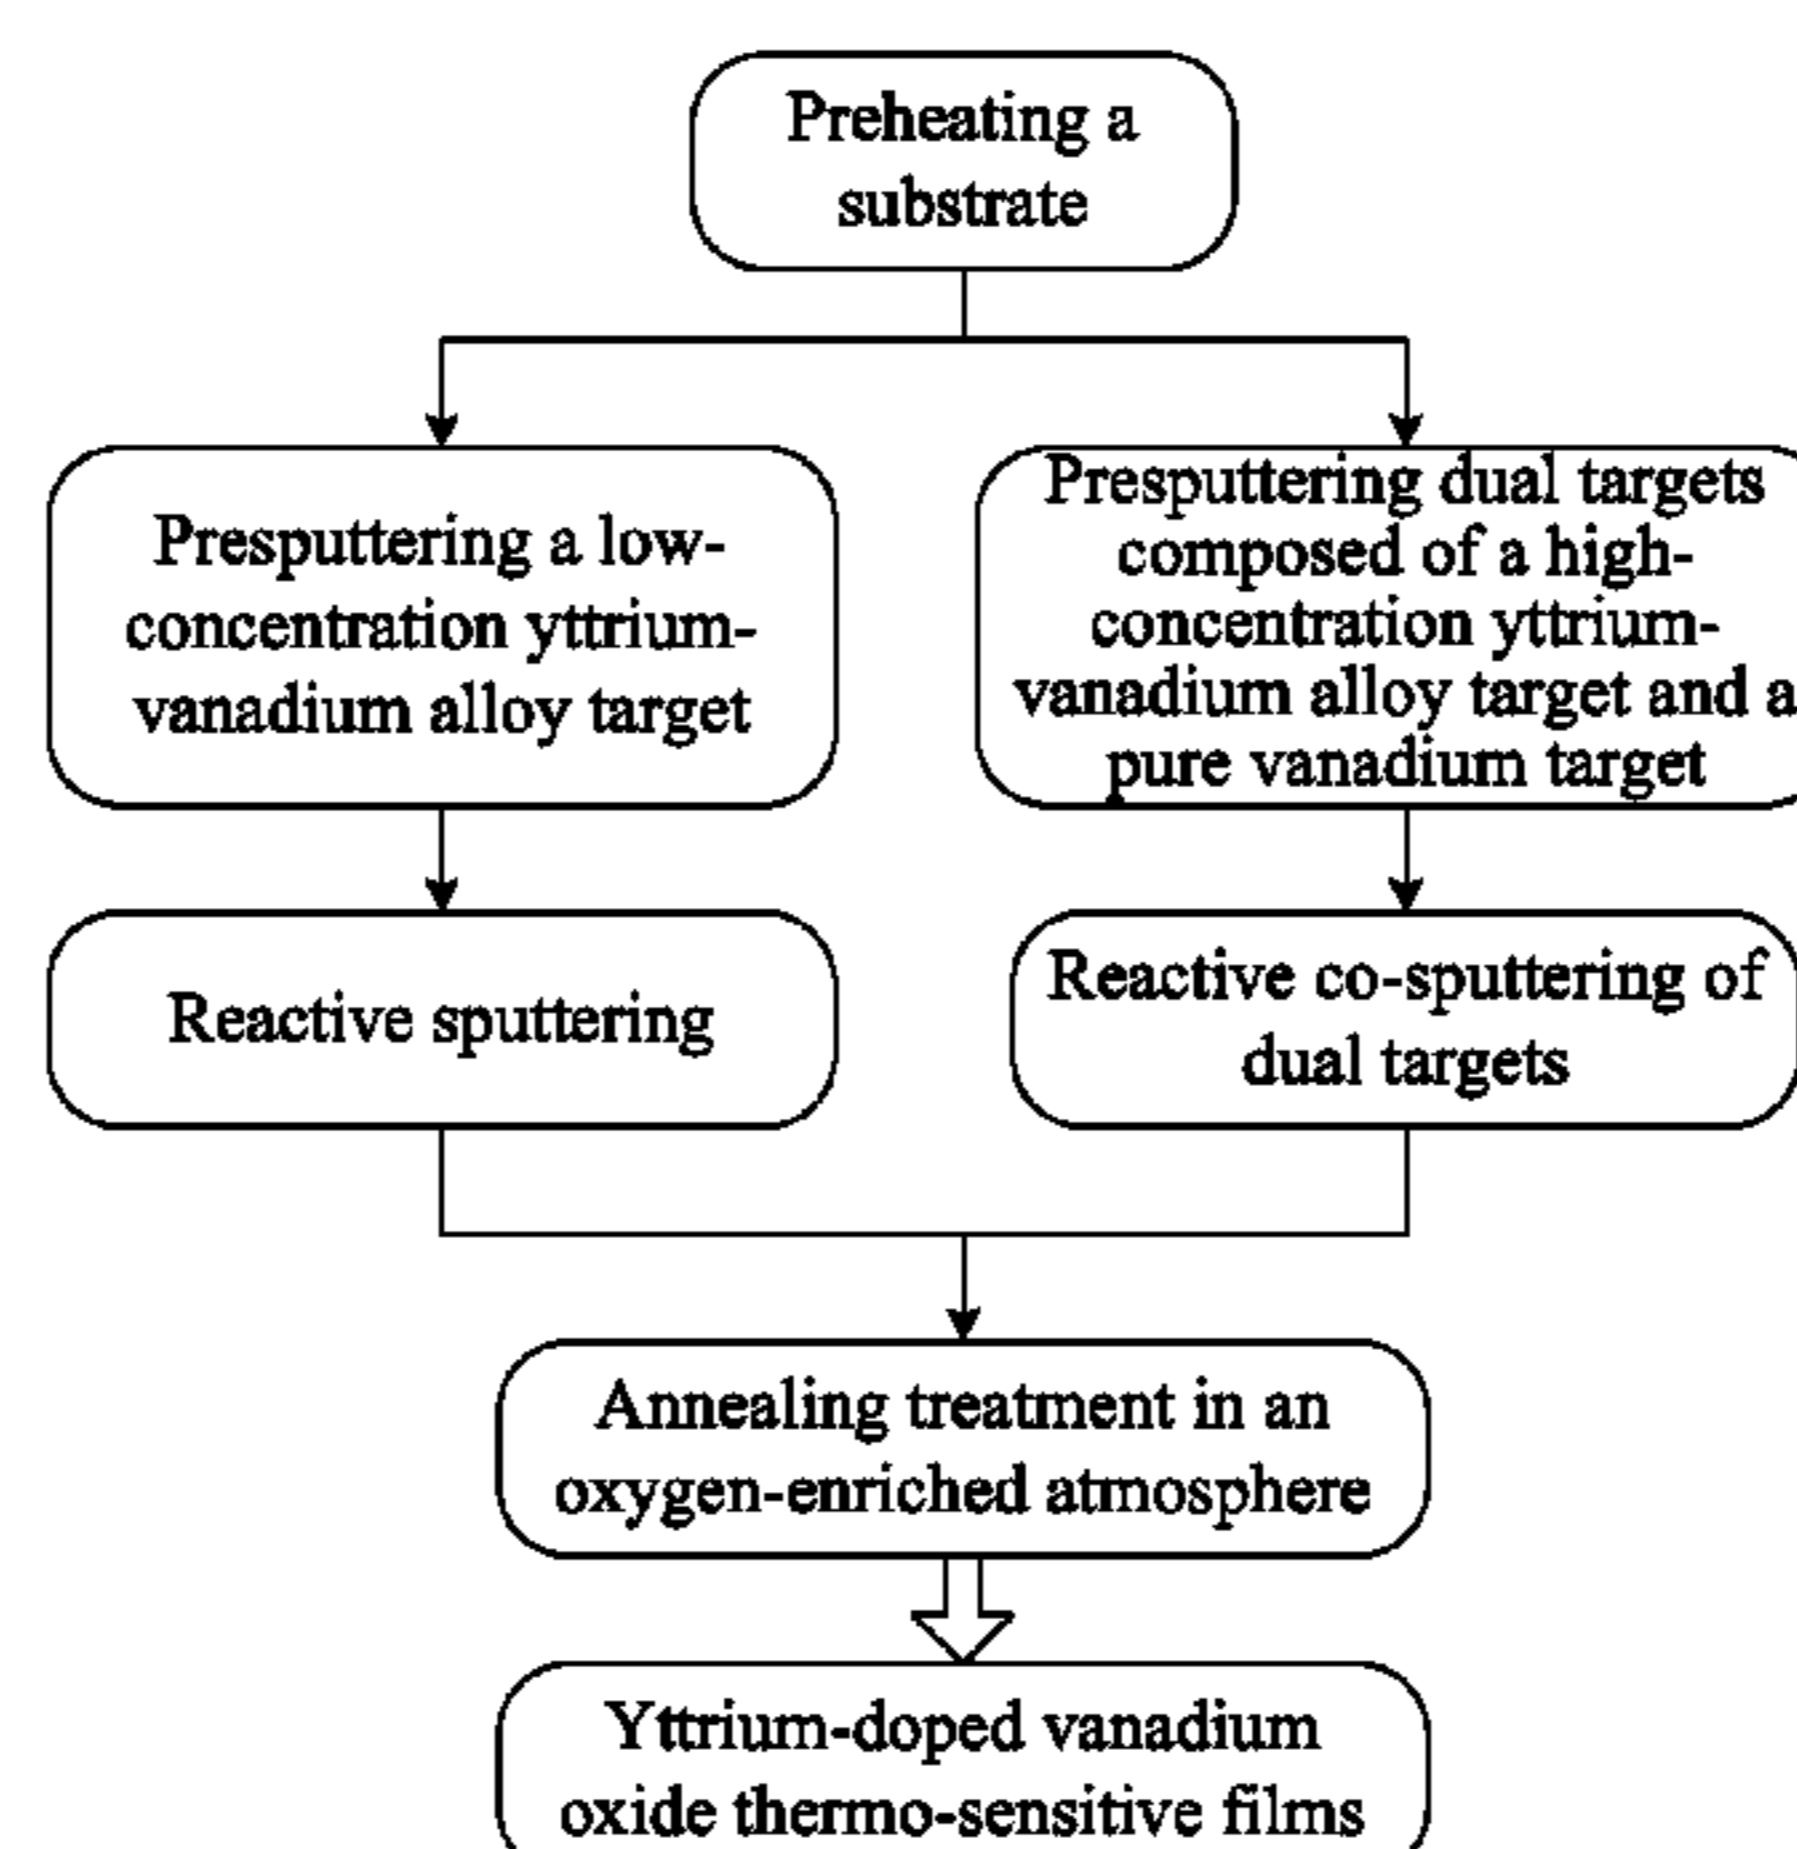 Preheating a
substrate
Presputtering a low-
concentration yttrium-
vanadium alloy target
Presputtering dual targets
composed of a high-
concentration yttrium-
vanadium alloy target and a
pure vanadium target
Reactive sputtering
Reactive co-sputtering of
dual targets
Annealing treatment in an
oxygen-enriched atmosphere
Yttrium-doped vanadium
oxide thermo-sensitive films